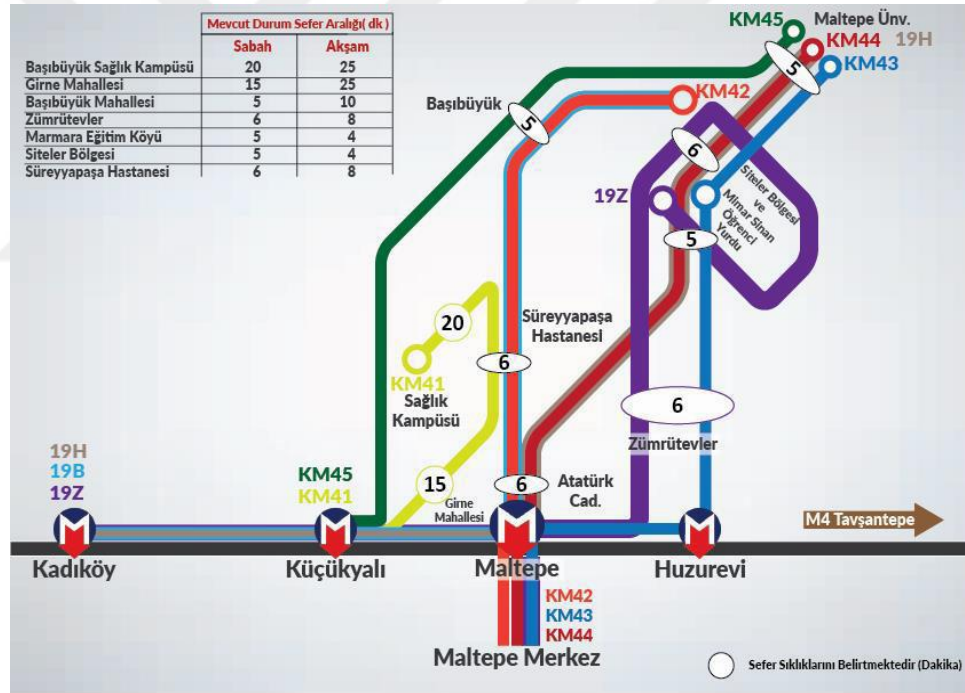 Mevcut Durum Sefer Aralığı( dk )
Sabah Akşam
Başıbüyük Sağlık Kampüsü 20 25
Girne Mahallesi 15 25
Başıbüyük Mahallesi 5 10
Zümrütevler 6 8
Marmara Eğitim Köyü 5 4
Siteler Bölgesi 5 4
Süreyyapaşa Hastanesi 6 8
KM45
Maltepe Ünv.
KM44 19H
KM43
5
Başıbüyük
5
KM42
6
19Z
Siteler Bölgesi
ve
Mimar Sinan
Öğrenci
Yurdu
5
20
KM41
Sağlık
Kampüsü
Süreyyapaşa
Hastanesi
6
6
Zümrütevler
19H
19B
19Z
KM45
KM41
15
Girne
Mahallesi
6
Atatürk
Cad.
M4 Tavşantepe
Kadıköy
Küçükyalı
Maltepe
Huzurevi
KM42
KM43
KM44
Maltepe Merkez
Sefer Sıklıklarını Belirtmektedir (Dakika)